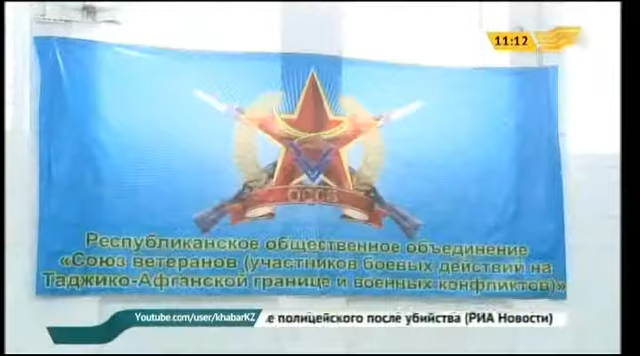 11:12
Республиканское общественное объединение
«Союз ветеранов (участников боевых действий на
Таджико-Афганской границе и военных конфликтов)»
Youtube.com/user/khabarKZ
е полицейского после убийства (РИА Новости)